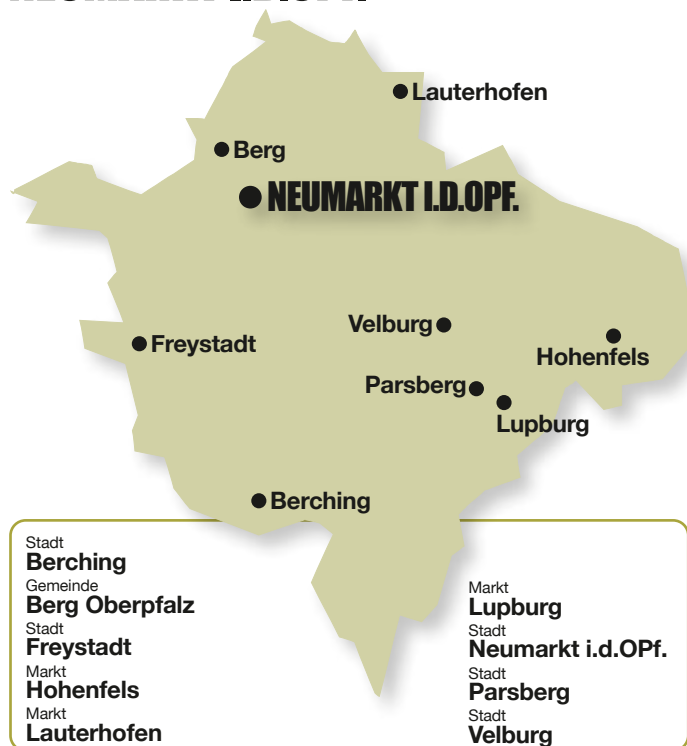 Lauterhofen
Berg
NEUMARKT I.D.OPF.
Velburg
Freystadt
Hohenfels
Parsberg
Lupburg
Berching
Stadt
Berching
Gemeinde
Berg Oberpfalz
Stadt
Freystadt
Markt
Hohenfels
Markt
Lauterhofen
Markt
Lupburg
Stadt
Neumarkt i.d.OPf.
Stadt
Parsberg
Stadt
Velburg